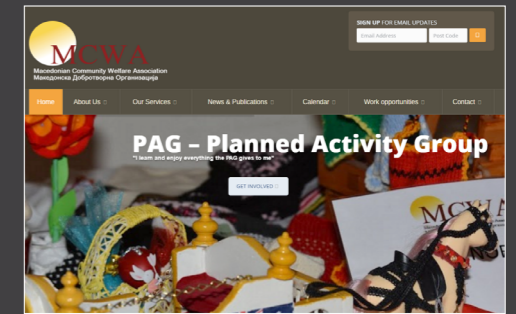 SIGN UP FOR EMAIL UPDATES
Email Address
Post Code
MCWA
Macedonian Community Welfare Association
Македонска Добротворна Организација
Home
About Us
Our Services
News & Publications
Calendar
Work opportunities
Contact
PAG – Planned Activity Group
"I learn and enjoy everything the PAG gives to me"
GET INVOLVED
MCWA